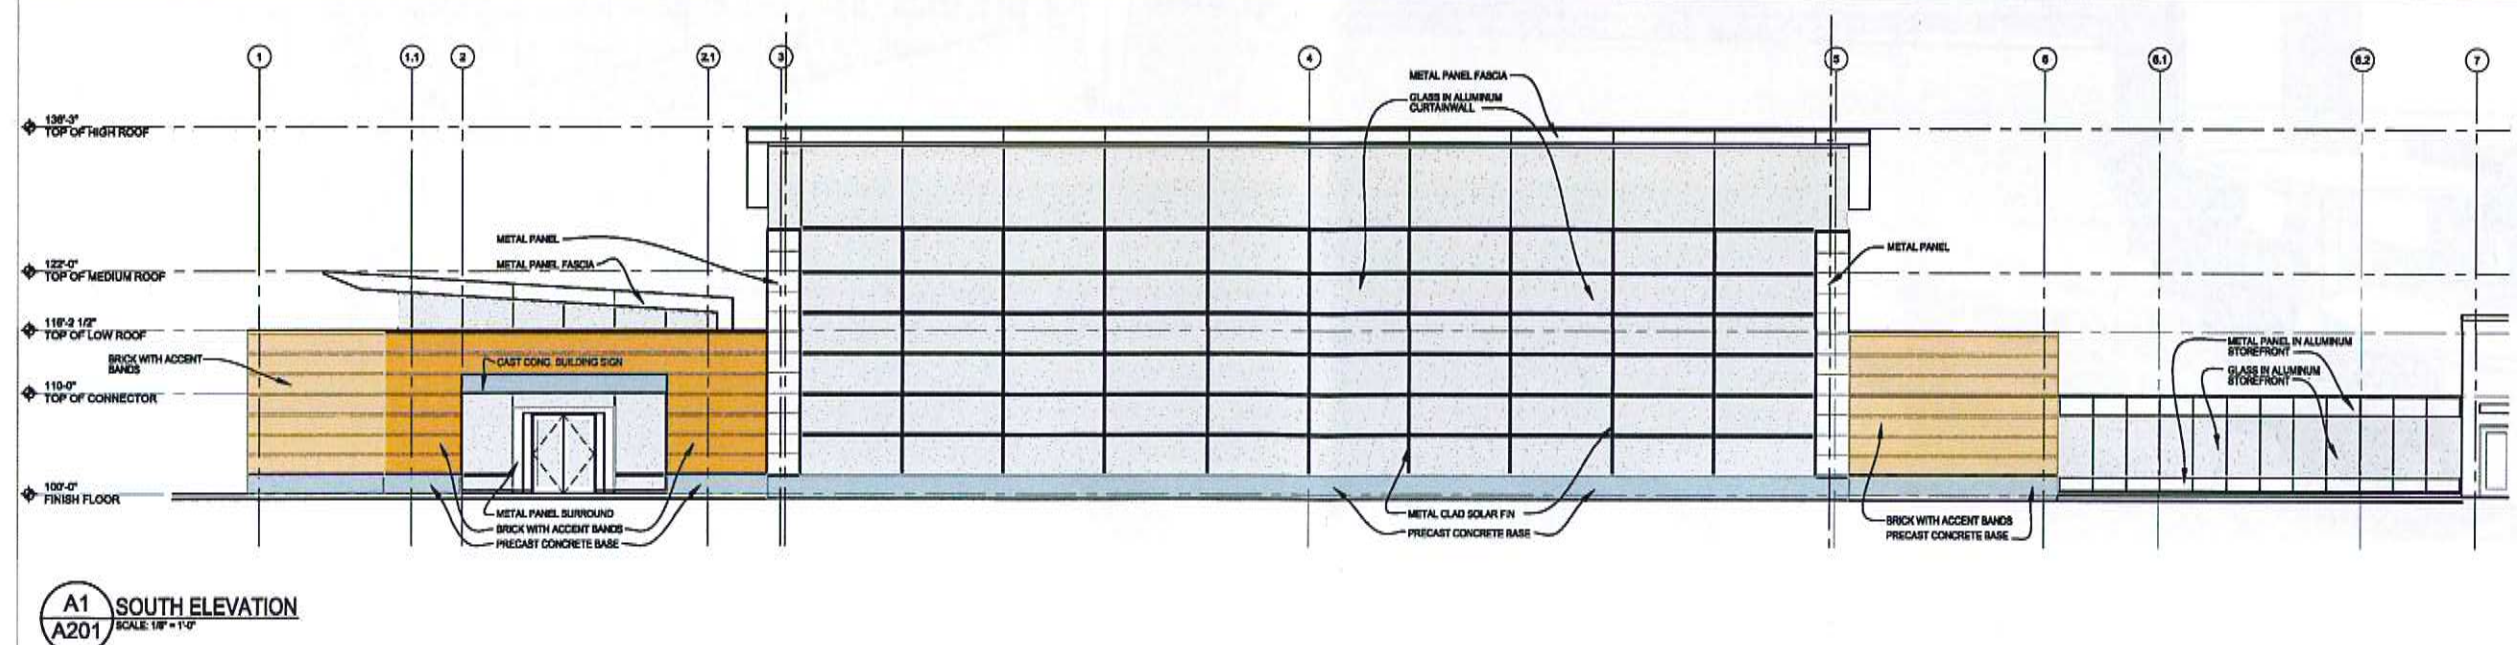 1
1.1
2
2.1
3
4
5
6
6.1
6.2
7
METAL PANEL FASCIA
GLASS IN ALUMINUM
CURTAINWALL
136'-3"
TOP OF HIGH ROOF
METAL PANEL
METAL PANEL FASCIA
METAL PANEL
122'-0"
TOP OF MEDIUM ROOF
116'-2 1/2"
TOP OF LOW ROOF
BRICK WITH ACCENT
BANDS
CAST CONC. BUILDING SIGN
METAL PANEL IN ALUMINUM
STOREFRONT
GLASS IN ALUMINUM
STOREFRONT
110'-0"
TOP OF CONNECTOR
100'-0"
FINISH FLOOR
METAL PANEL SURROUND
BRICK WITH ACCENT BANDS
PRECAST CONCRETE BASE
METAL CLAD SOLAR FIN
PRECAST CONCRETE BASE
BRICK WITH ACCENT BANDS
PRECAST CONCRETE BASE
A1
A201
SOUTH ELEVATION
SCALE: 1/8" = 1'-0"